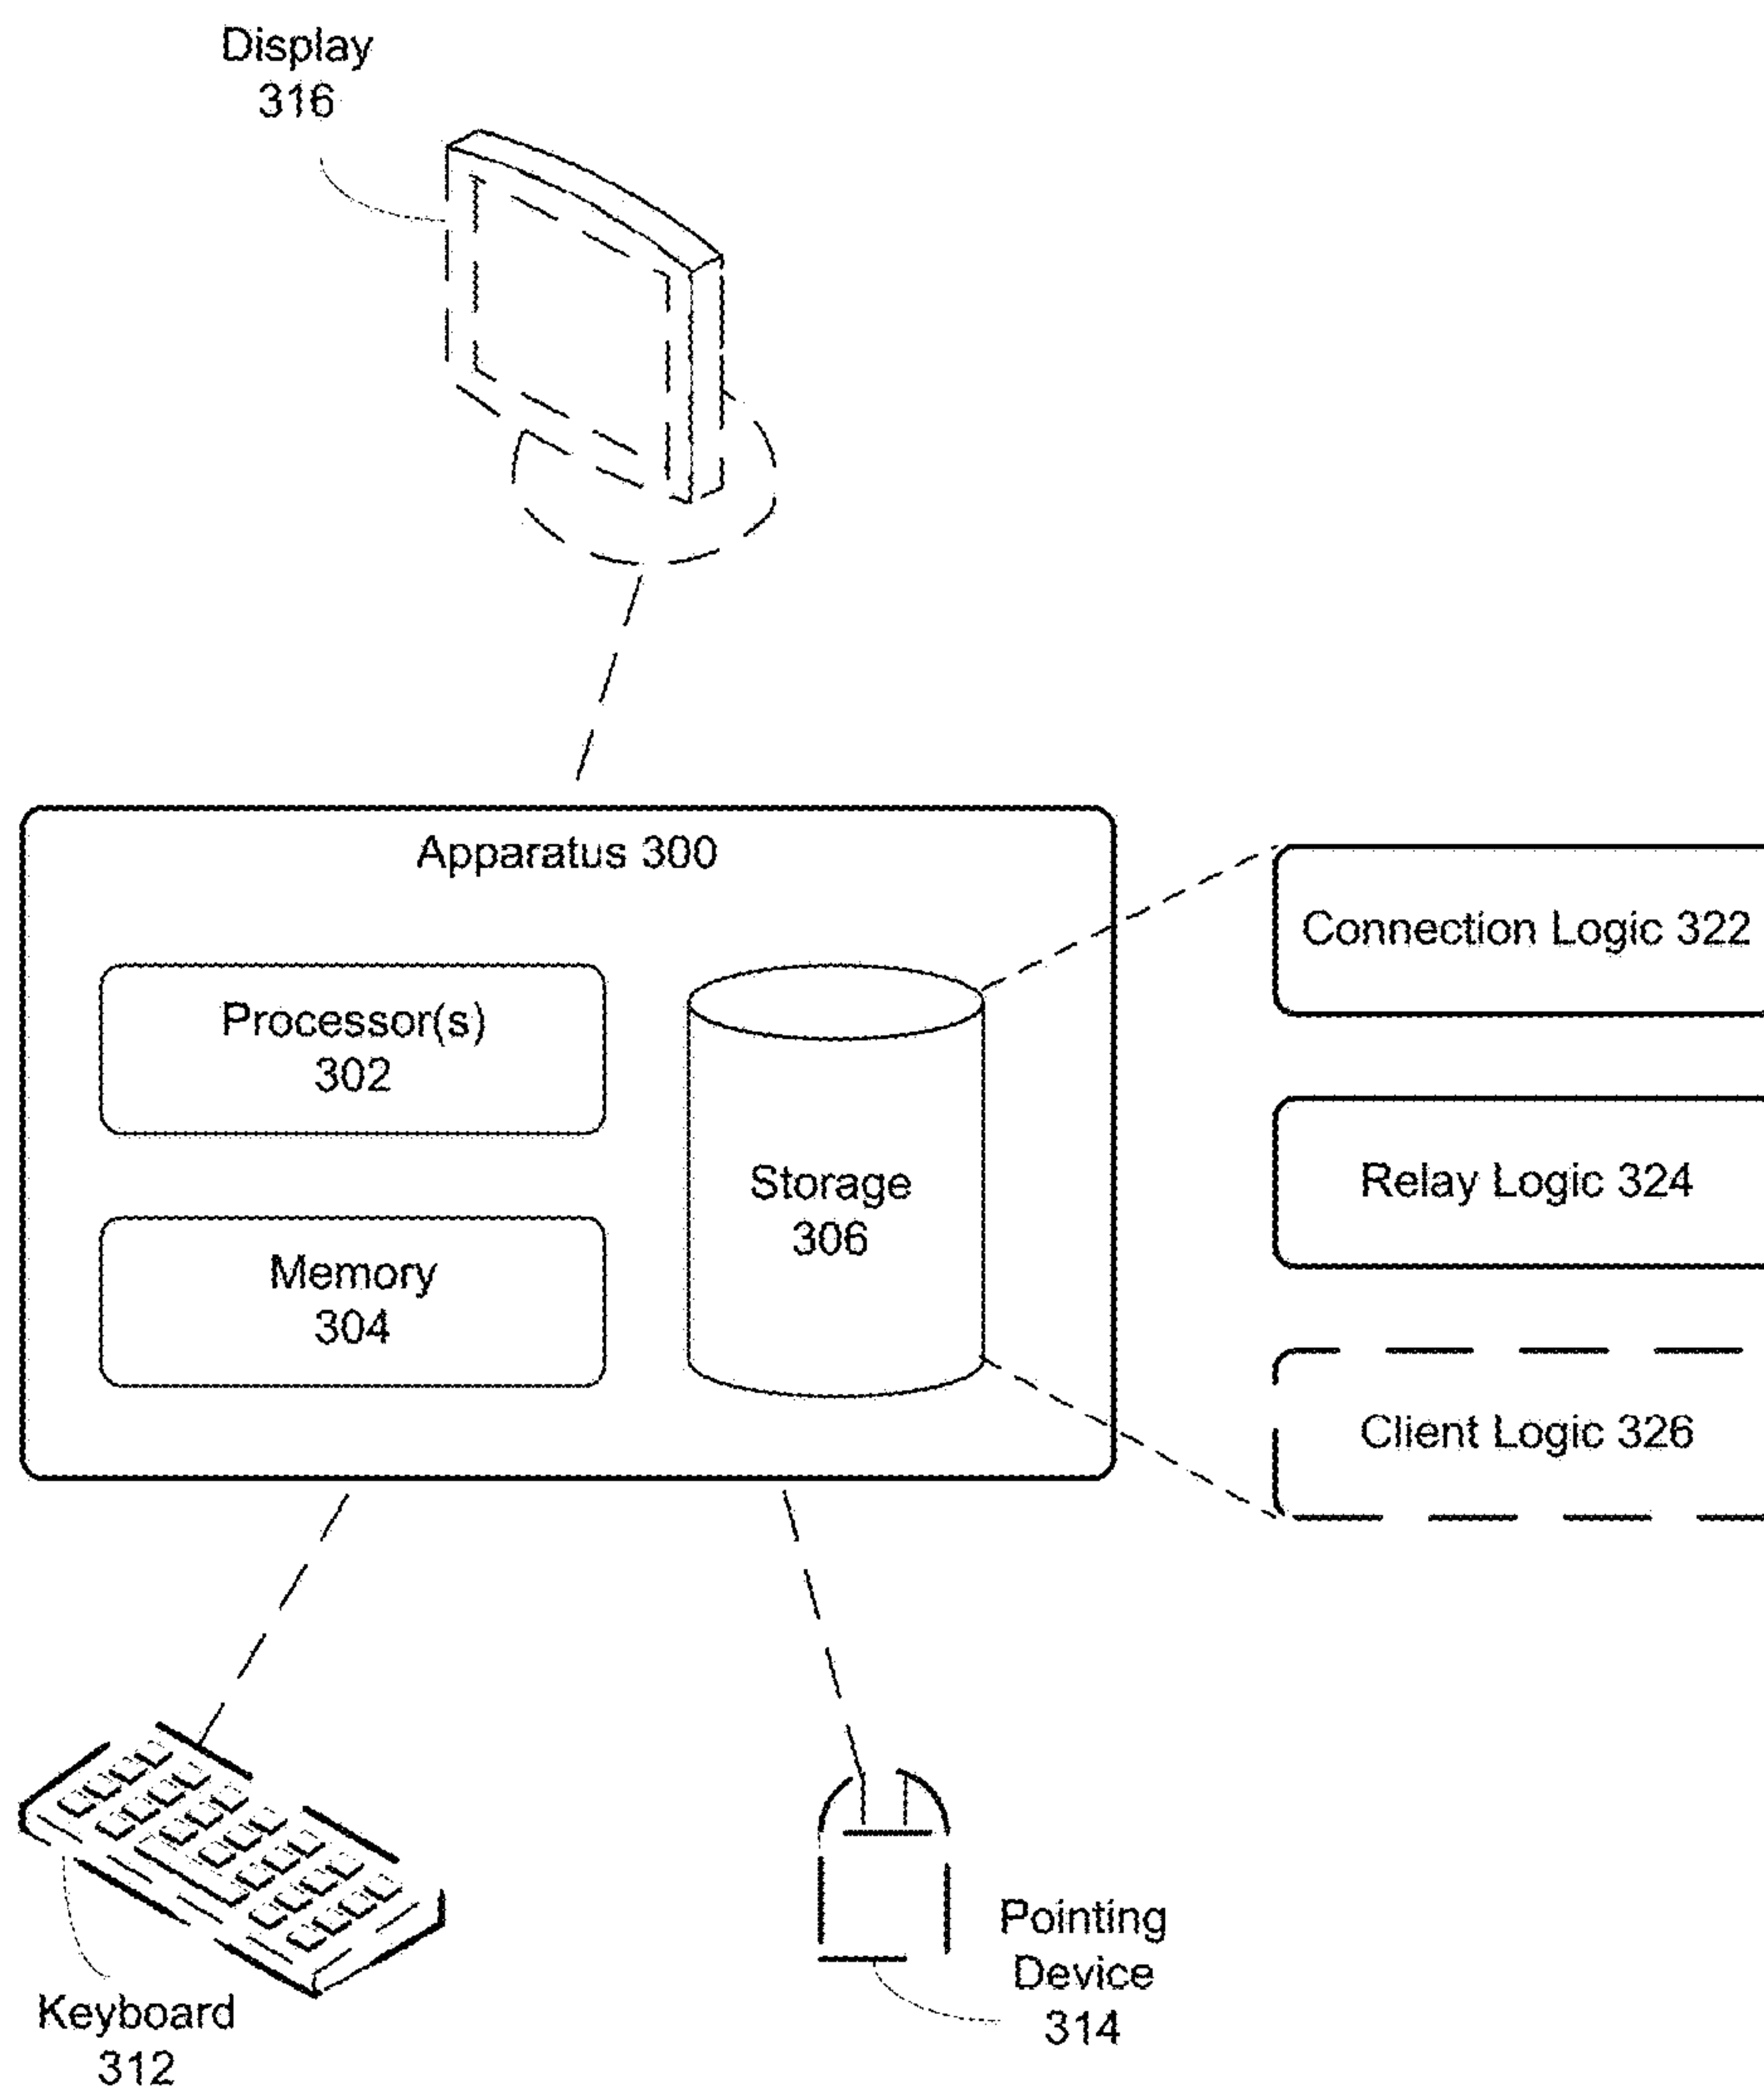 Display
316
Apparatus 300
Processor(s)
302
Memory
304
Storage
306
Connection Logic 322
Relay Logic 324
Client Logic 326
Keyboard
312
Pointing
Device
314